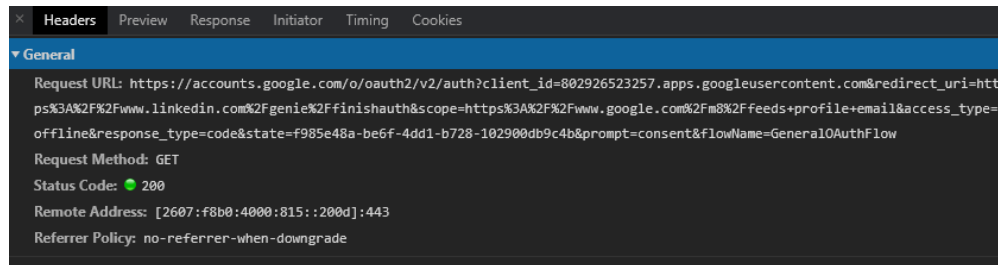 × Headers Preview Response Initiator Timing Cookies
▼ General
Request URL: https://accounts.google.com/o/oauth2/v2/auth?client_id=802926523257.apps.googleusercontent.com&redirect_uri=htt
ps%3A%2F%2Fwww.linkedin.com%2Fgenie%2Ffinishauth&scope=https%3A%2F%2Fwww.google.com%2Fm8%2Ffeeds+profile+email&access_type=
offline&response_type=code&state=f985e48a-be6f-4dd1-b728-102900db9c4b&prompt=consent&flowName=GeneralOAuthFlow
Request Method: GET
Status Code: 200
Remote Address: [2607:f8b0:4000:815::200d]:443
Referrer Policy: no-referrer-when-downgrade